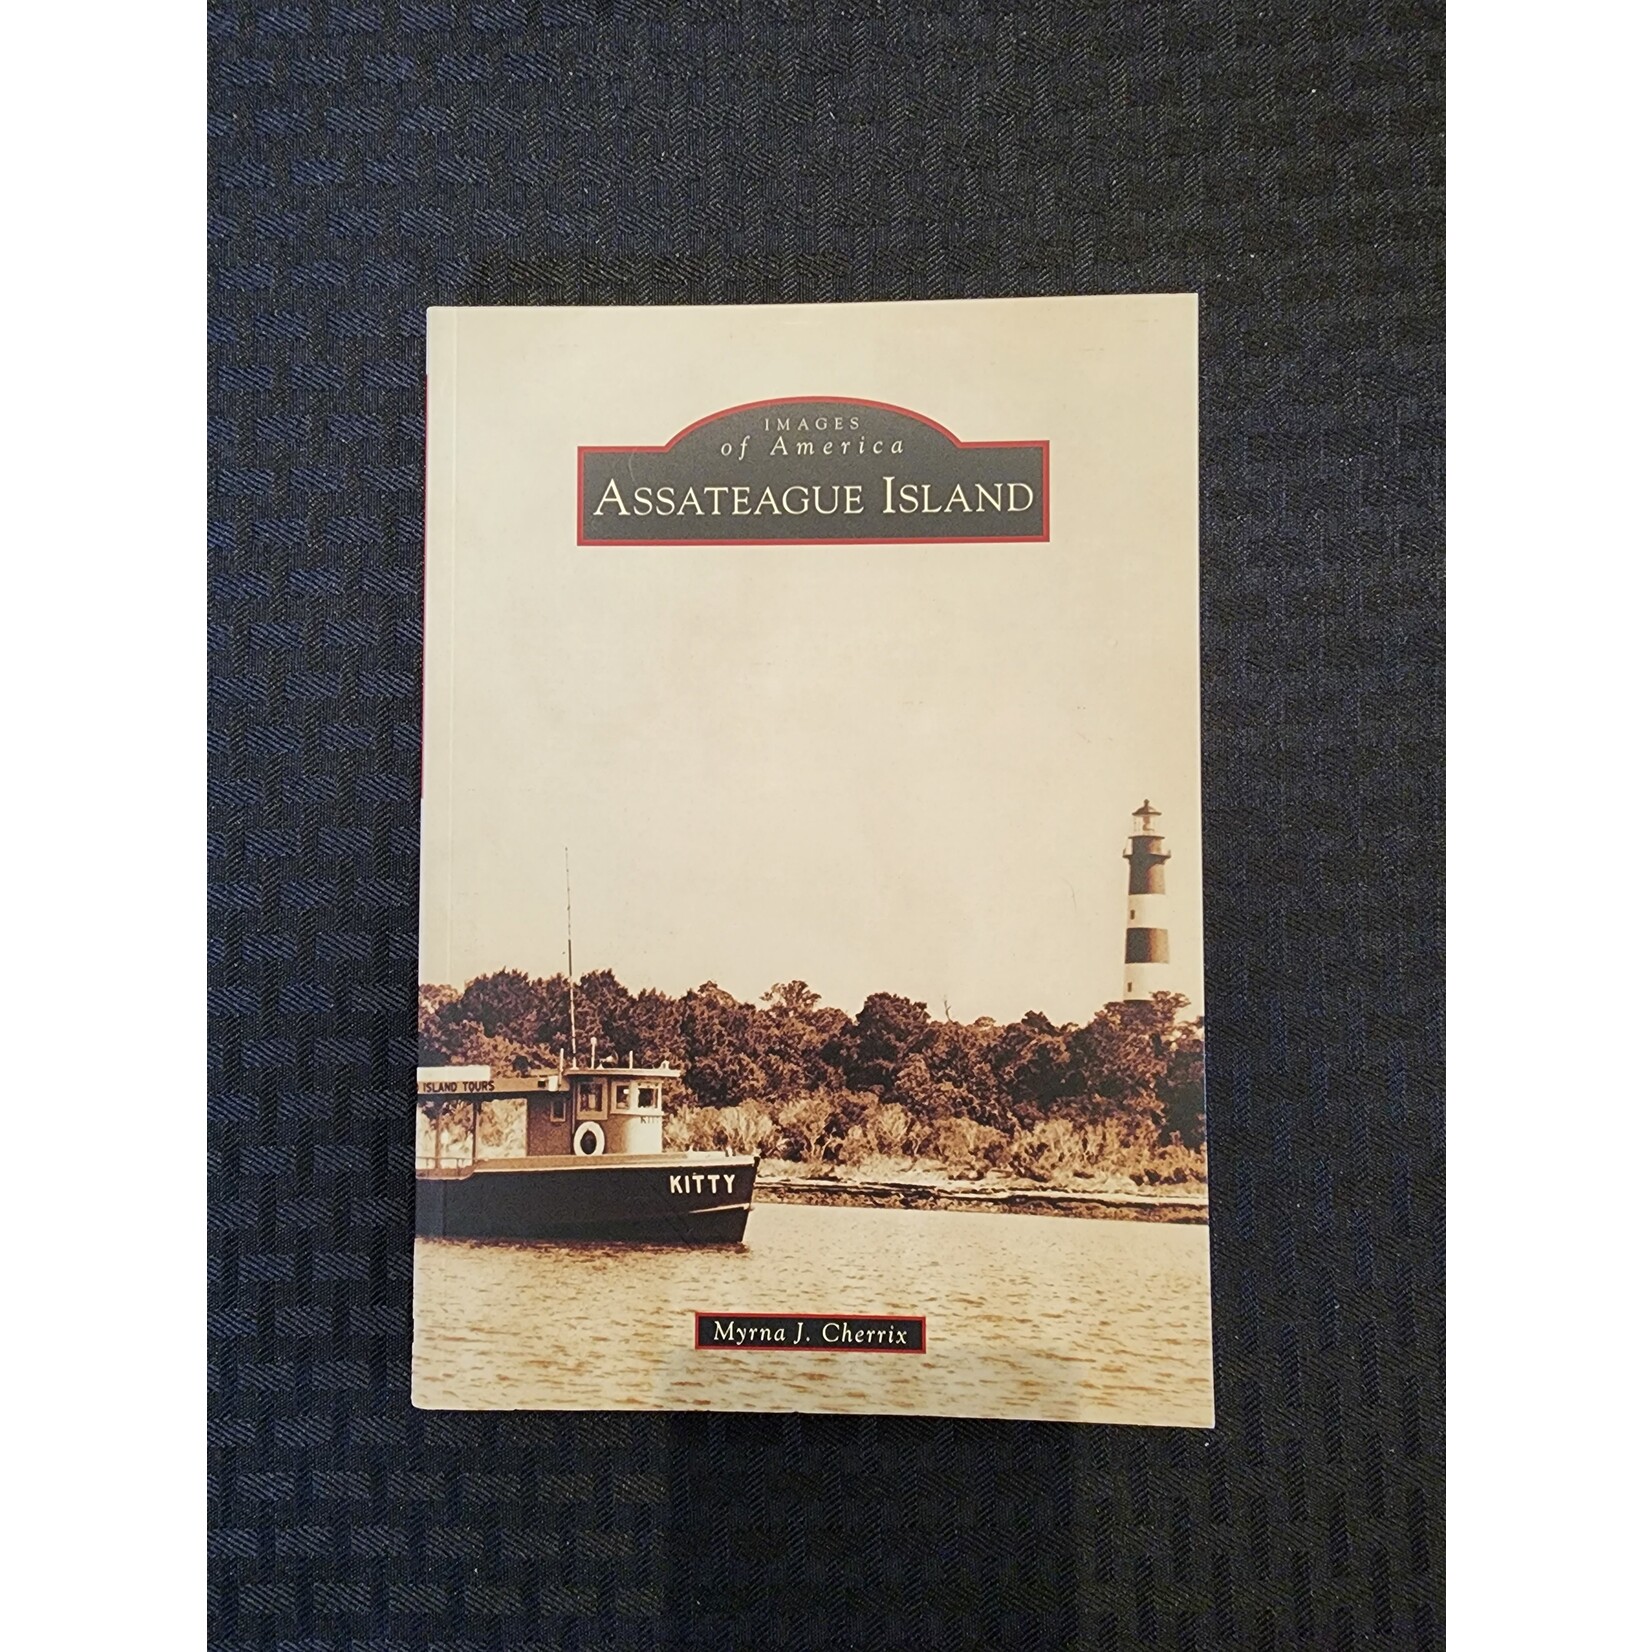 IMAGES
of America
ASSATEAGUE ISLAND
ISLAND TOURS
KITTY
Myrna J. Cherrix